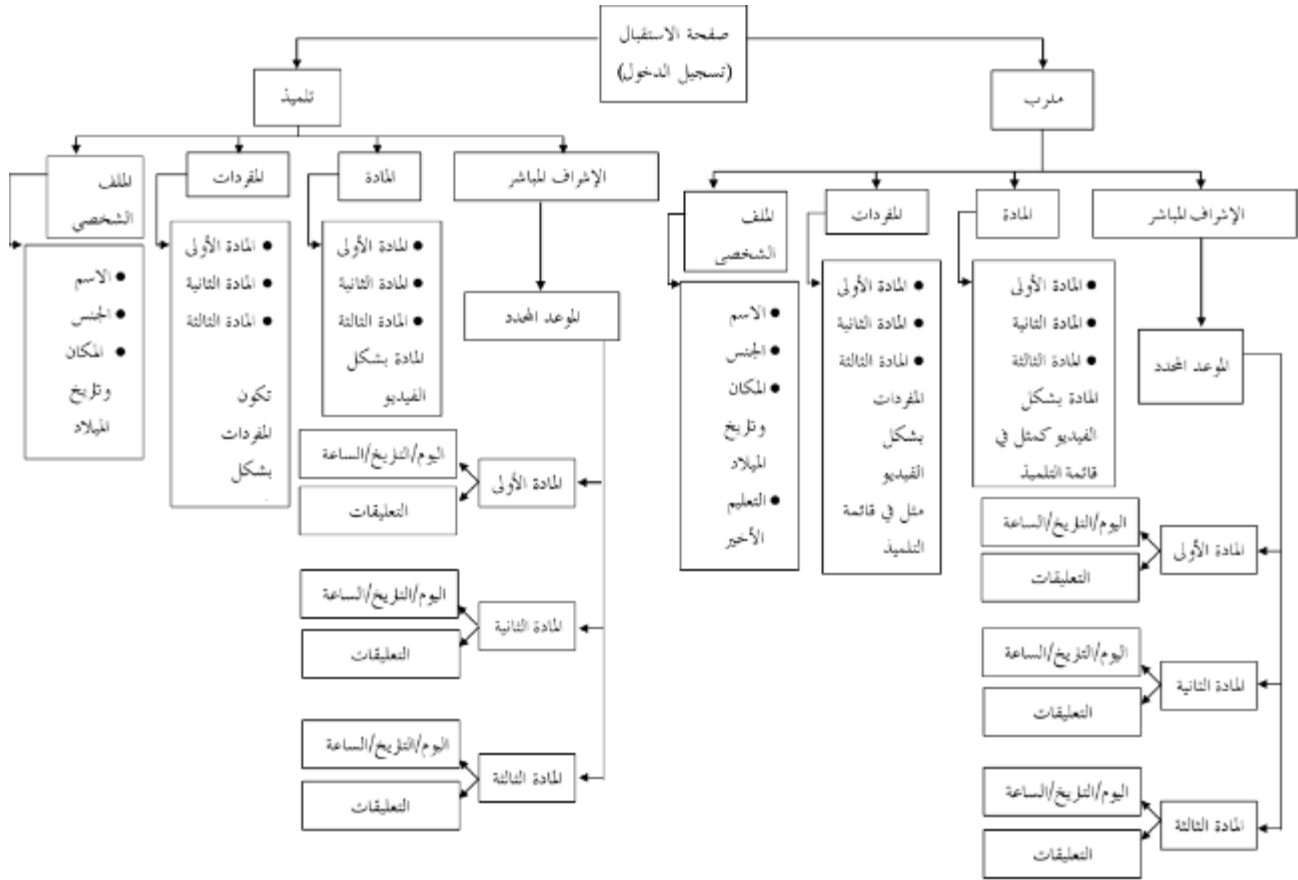 صفحة الاستقبال
(تسجيل الدخول)
مدرب
تلميذ
الإشراف المباشر
المادة
المفردات
الملف
الشخصي
الموعد المحدد
● المادة الأولى
● المادة الثانية
● المادة الثالثة
المادة بشكل
الفيديو كمثل في
قائمة التلميذ
● المادة الأولى
● المادة الثانية
● المادة الثالثة
المفردات
بشكل
الفيديو
مثل في قائمة
التلميذ
● الاسم
● الجنس
● المكان
وتاريخ
الميلاد
● التعليم
الأخير
المادة الأولى
اليوم/التاريخ/الساعة
التعليقات
المادة الثانية
اليوم/التاريخ/الساعة
التعليقات
المادة الثالثة
اليوم/التاريخ/الساعة
التعليقات
الإشراف المباشر
المادة
المفردات
الملف
الشخصي
الموعد المحدد
● المادة الأولى
● المادة الثانية
● المادة الثالثة
المادة بشكل
الفيديو
● المادة الأولى
● المادة الثانية
● المادة الثالثة
تكون
المفردات
بشكل
● الاسم
● الجنس
● المكان
وتاريخ
الميلاد
المادة الأولى
اليوم/التاريخ/الساعة
التعليقات
المادة الثانية
اليوم/التاريخ/الساعة
التعليقات
المادة الثالثة
اليوم/التاريخ/الساعة
التعليقات